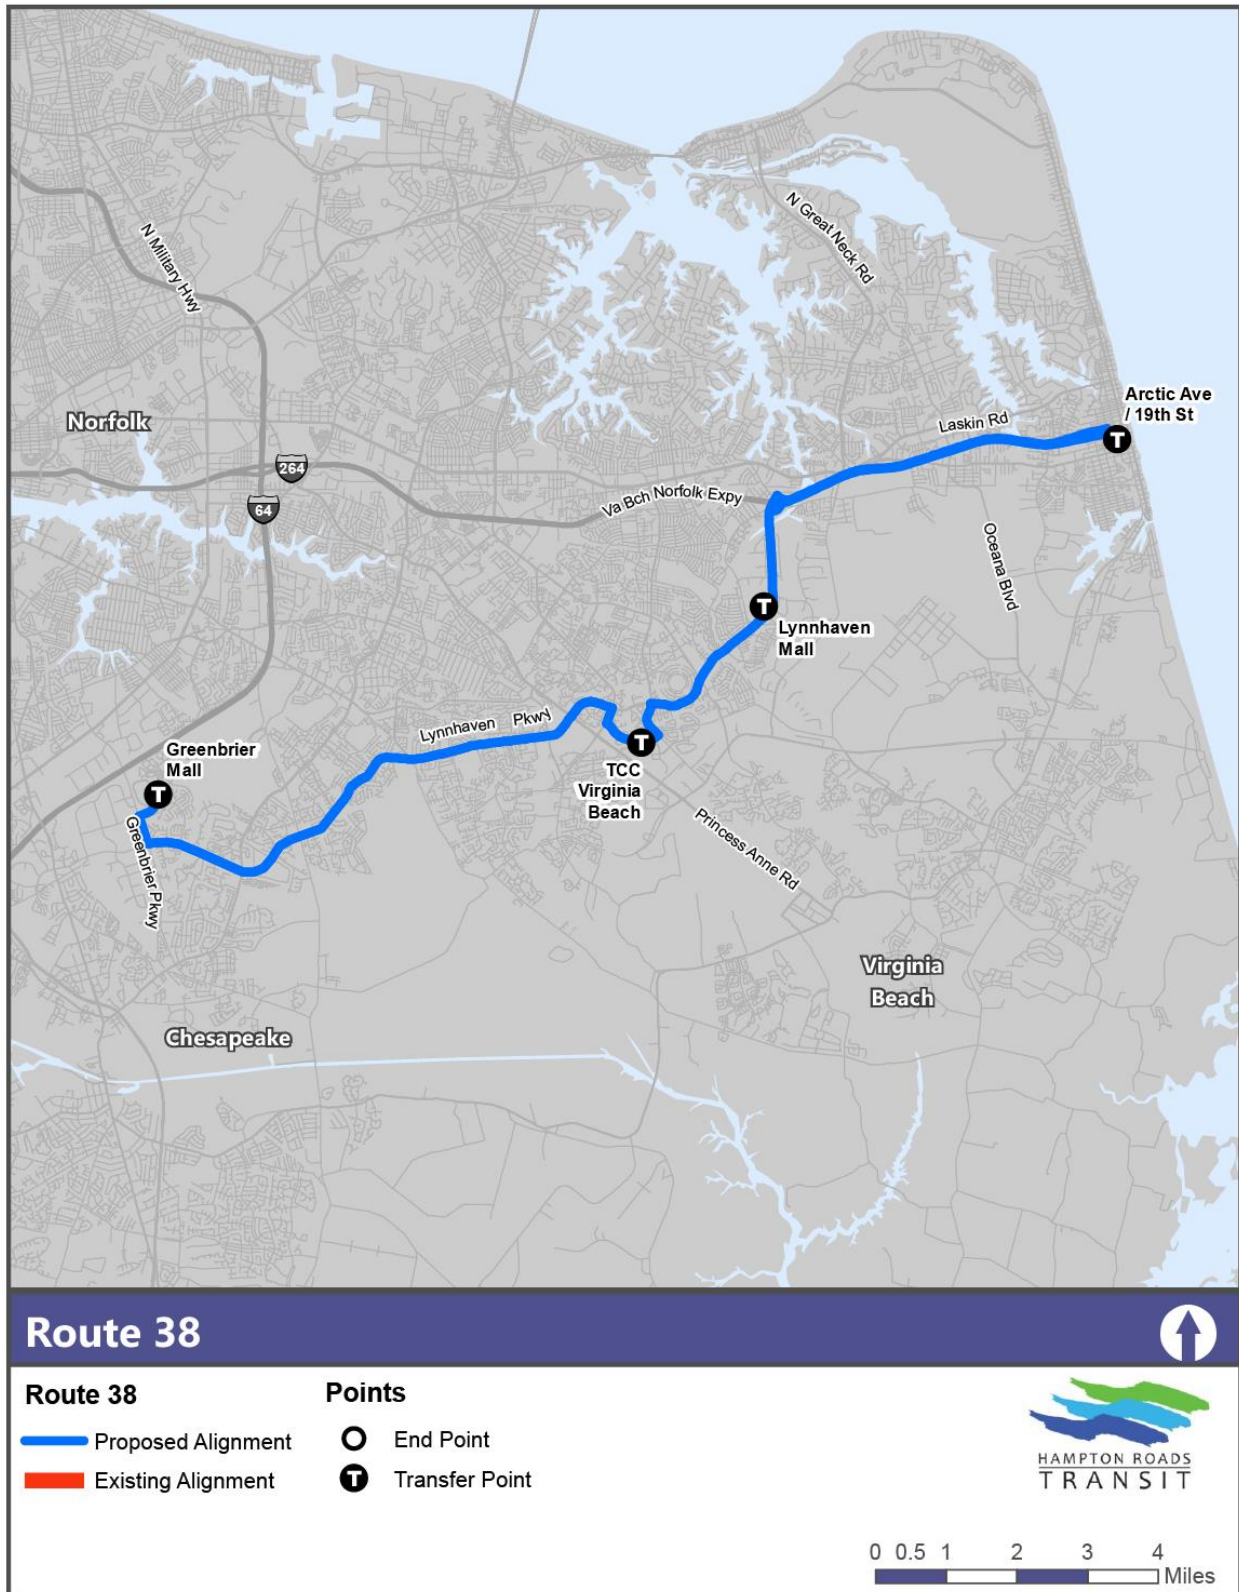 N Military Hwy
N Great Neck Rd
Norfolk
264
64
Va Bch Norfolk Expy
Laskin Rd
Arctic Ave
/ 19th St
T
Oceana Blvd
T
Lynnhaven
Mall
Lynnhaven Pkwy
T
TCC
Virginia
Beach
Greenbrier
Mall
T
Greenbrier Pkwy
Princess Anne Rd
Virginia
Beach
Chesapeake
Route 38
Route 38
Proposed Alignment
Existing Alignment
Points
End Point
T Transfer Point
HAMPTON ROADS
TRANSIT
0 0.5 1 2 3 4
Miles